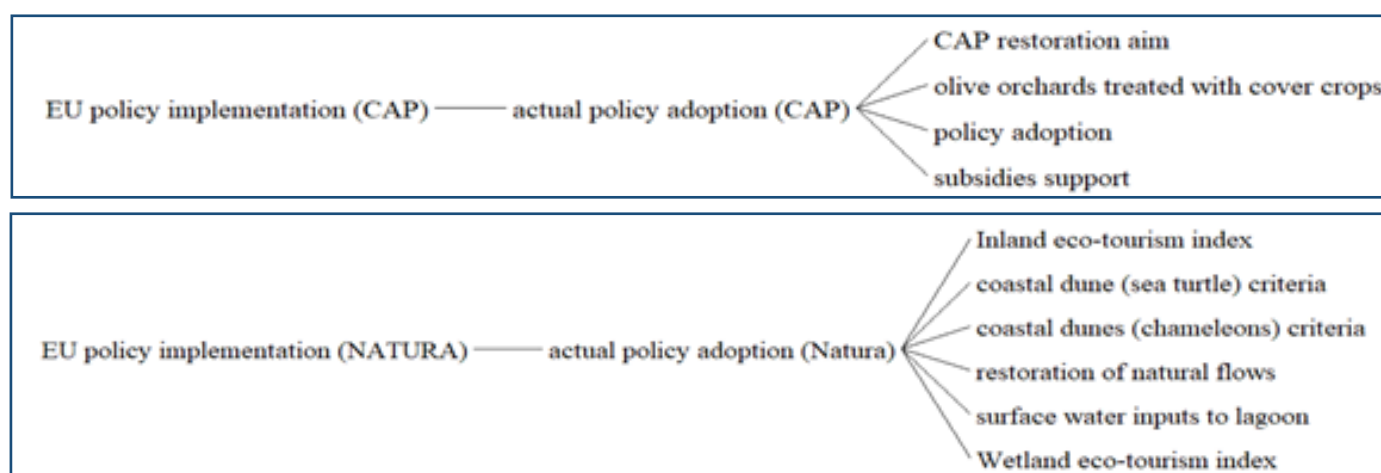 CAP restoration aim
olive orchards treated with cover crops
EU policy implementation (CAP) actual policy adoption (CAP)
policy adoption
subsidies support
Inland eco-tourism index
coastal dune (sea turtle) criteria
coastal dunes (chameleons) criteria
EU policy implementation (NATURA) actual policy adoption (Natura)
restoration of natural flows
surface water inputs to lagoon
Wetland eco-tourism index